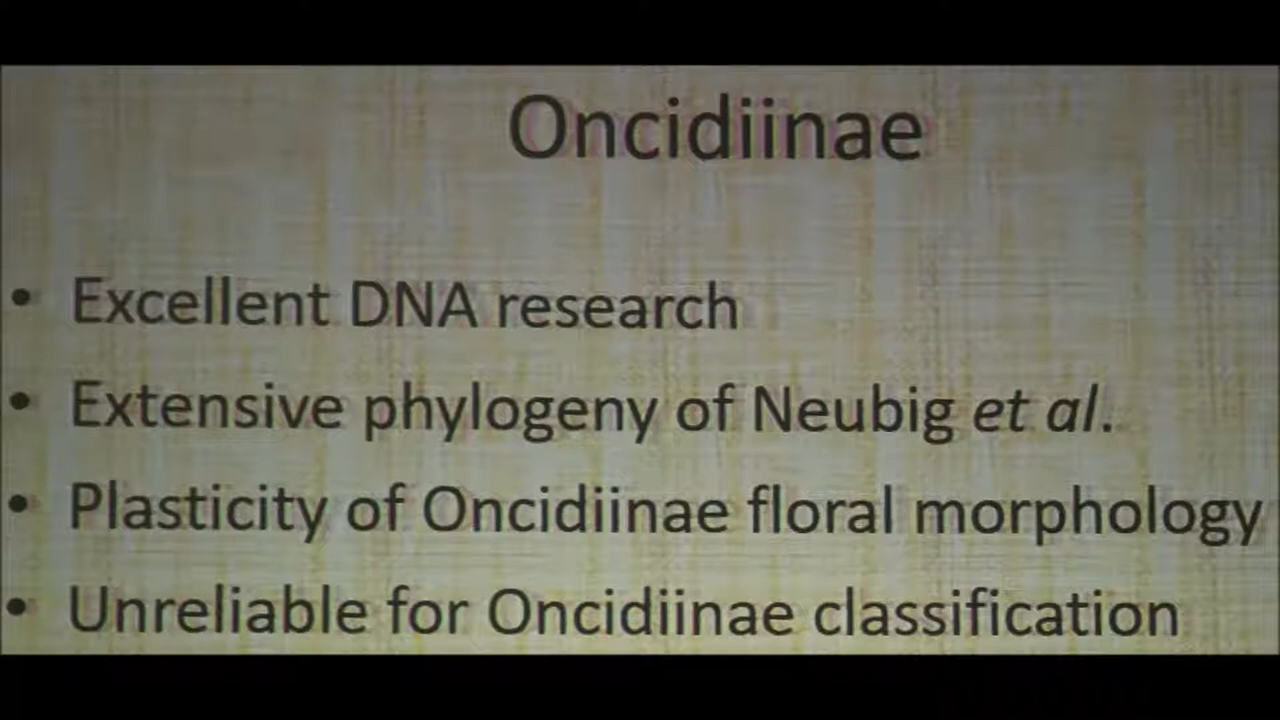 Oncidiinae
• Excellent DNA research
• Extensive phylogeny of Neubig et al.
• Plasticity of Oncidiinae floral morphology
• Unreliable for Oncidiinae classification